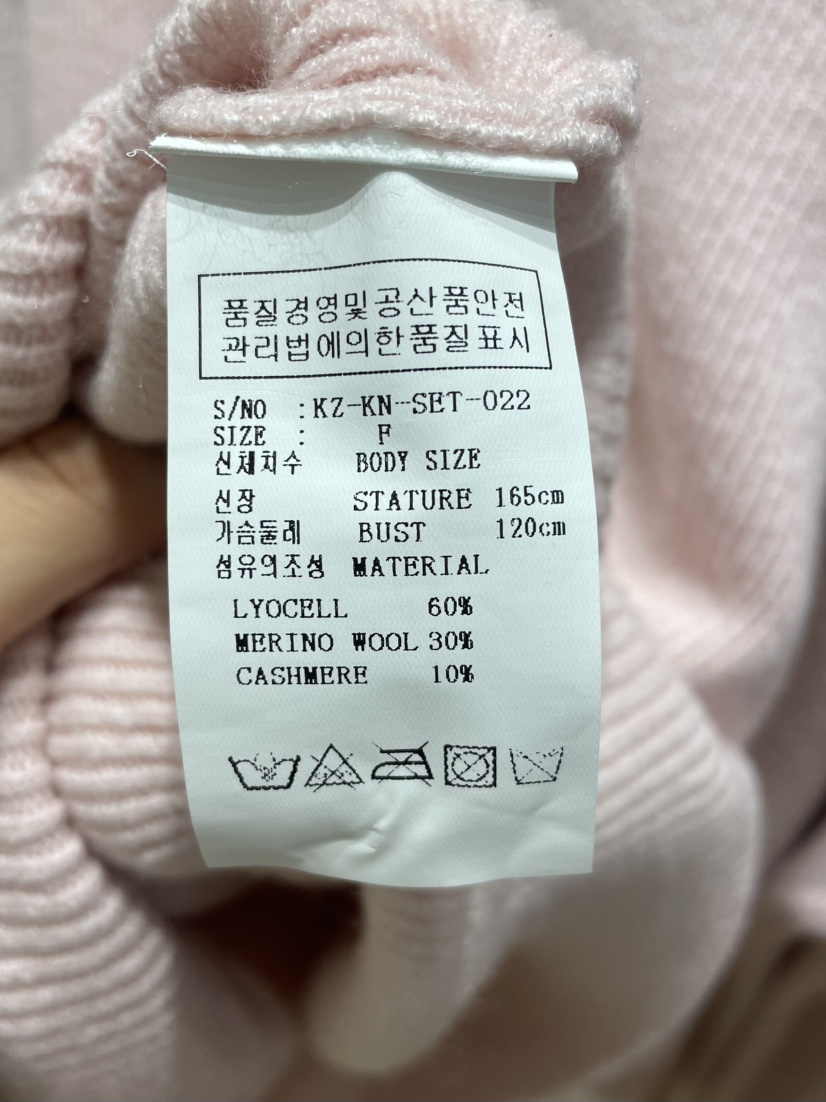 품질경영및공산품안전
관리법에의한품질표시
S/NO : KZ-KN-SET-022
SIZE : F
신체치수 BODY SIZE
신장 STATURE 165cm
가슴둘레 BUST 120cm
섬유의조성 MATERIAL
LYOCELL 60%
MERINO WOOL 30%
CASHMERE 10%